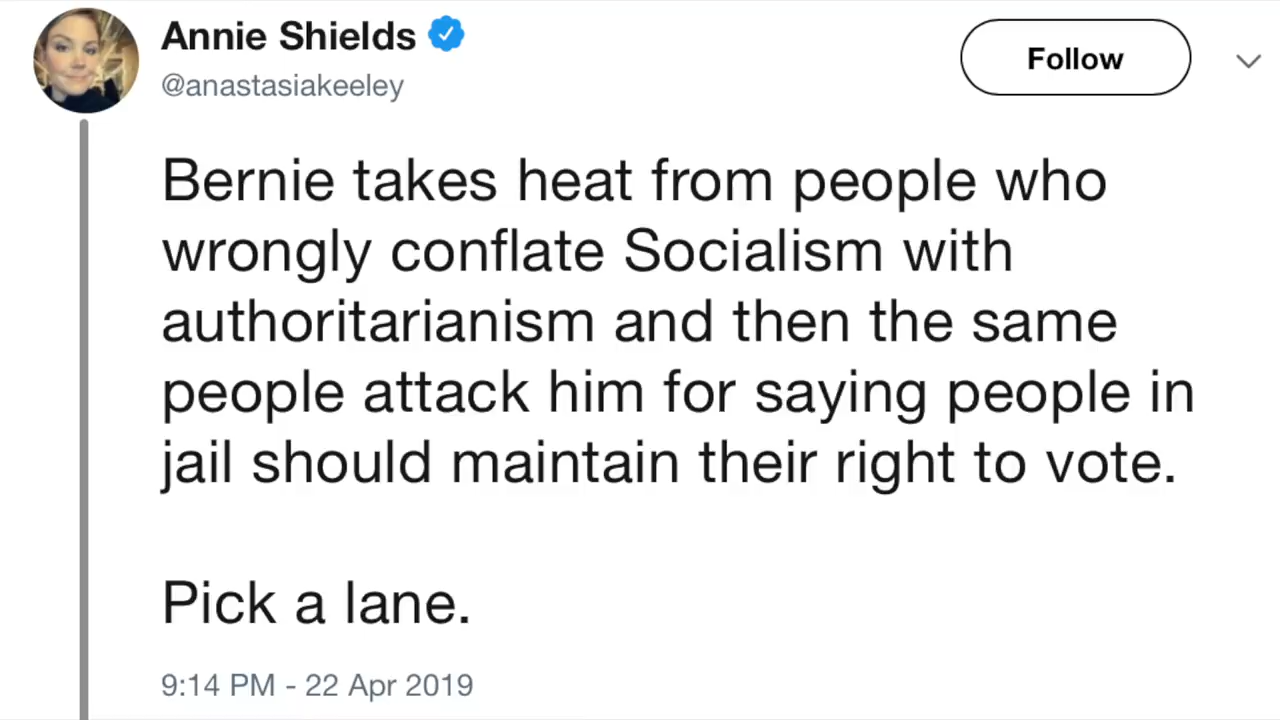 Annie Shields
Follow
@anastasiakeeley
Bernie takes heat from people who
wrongly conflate Socialism with
authoritarianism and then the same
people attack him for saying people in
jail should maintain their right to vote.
Pick a lane.
9:14 PM - 22 Apr 2019